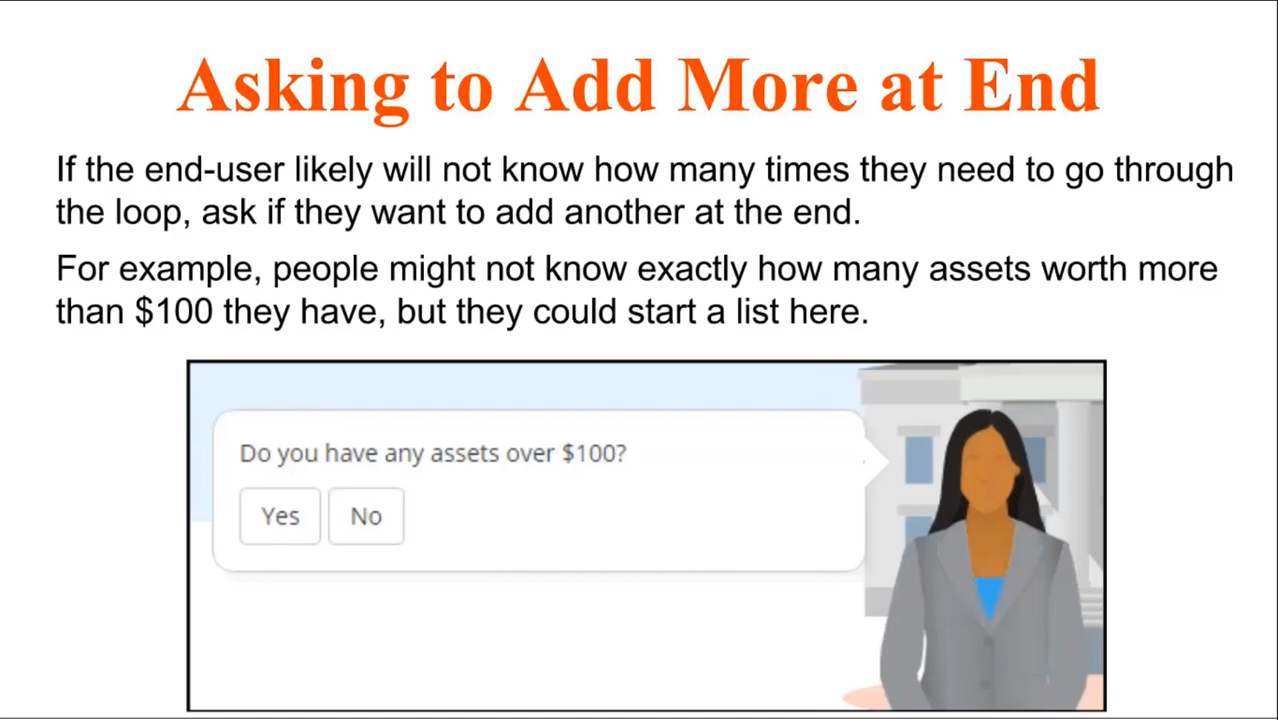 Asking to Add More at End
If the end-user likely will not know how many times they need to go through
the loop, ask if they want to add another at the end.
For example, people might not know exactly how many assets worth more
than $100 they have, but they could start a list here.
Do you have any assets over $100?
Yes No